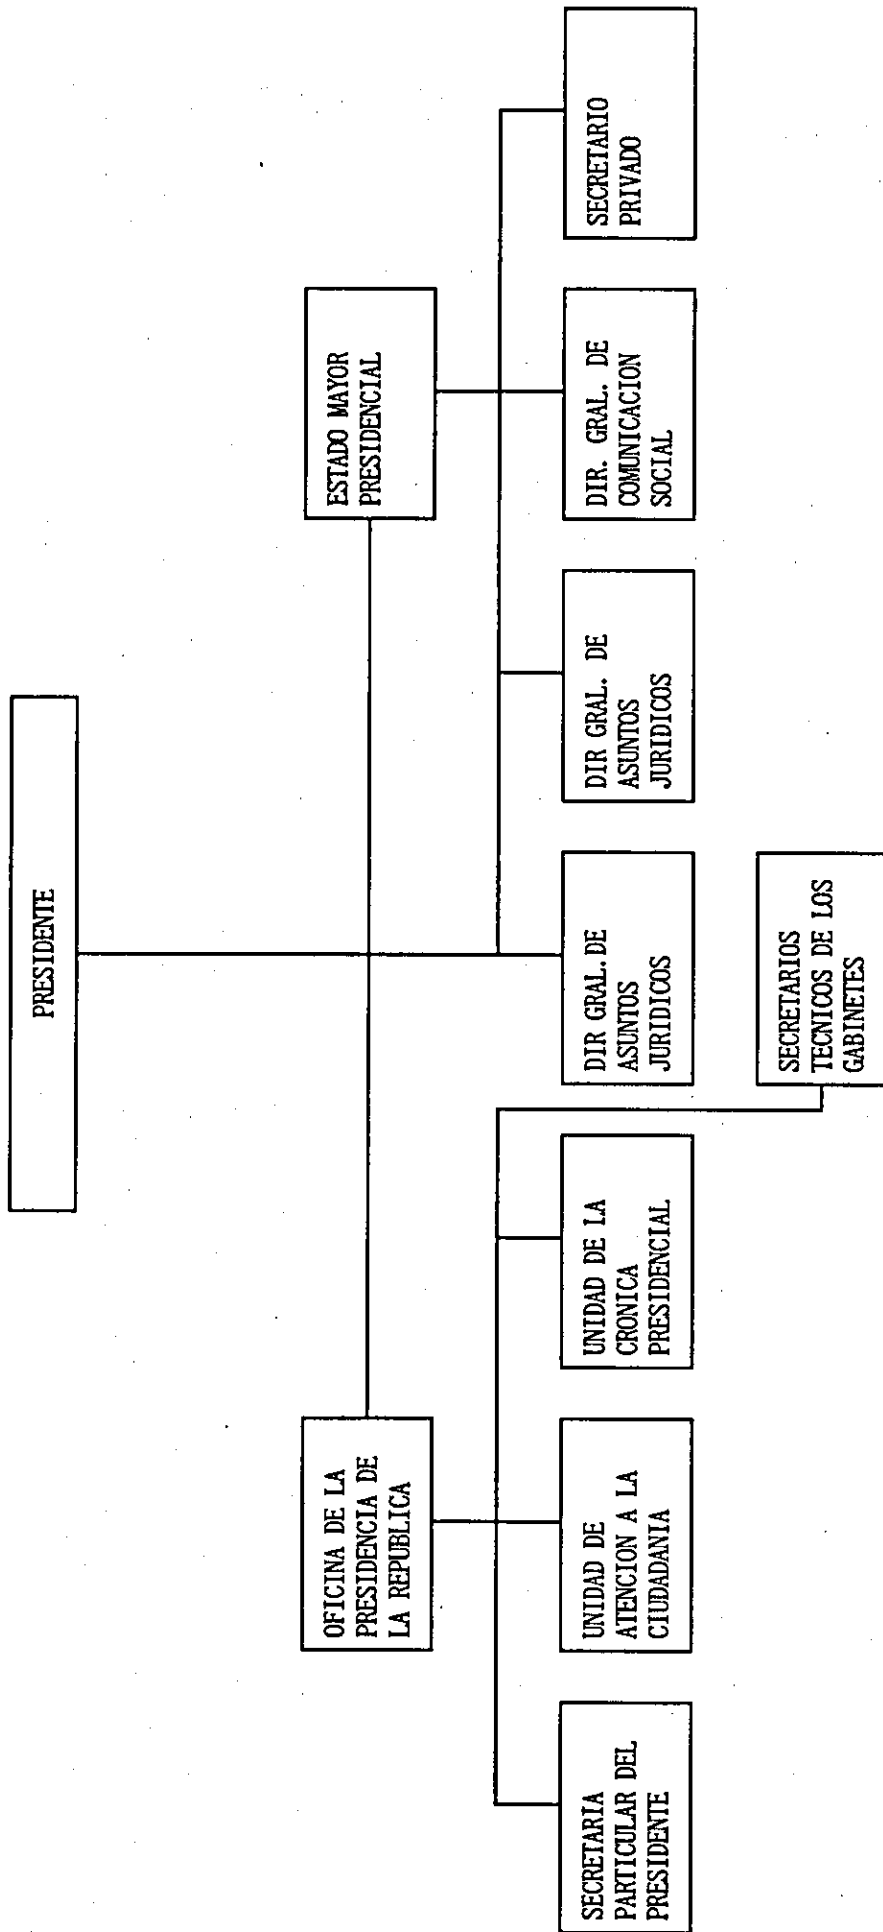 PRESIDENTE
OFICINA DE LA
PRESIDENCIA DE
LA REPUBLICA
ESTADO MAYOR
PRESIDENCIAL
SECRETARIA
PARTICULAR DEL
PRESIDENTE
UNIDAD DE
ATENCION A LA
CIUDADANIA
UNIDAD DE LA
CRONICA
PRESIDENCIAL
DIR GRAL.DE
ASUNTOS
JURIDICOS
DIR GRAL. DE
ASUNTOS
JURIDICOS
DIR. GRAL. DE
COMUNICACION
SOCIAL
SECRETARIO
PRIVADO
SECRETARIOS
TECNICOS DE LOS
GABINETES